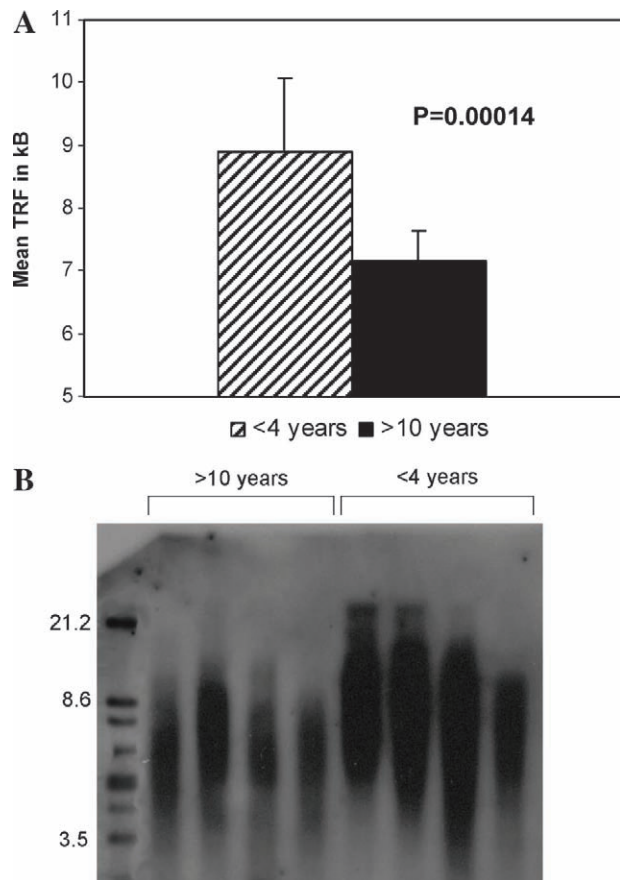 A
11
10
9
8
7
6
5
Mean TRF in kB
P=0.00014
<4 years >10 years
B
>10 years <4 years
21.2
8.6
3.5